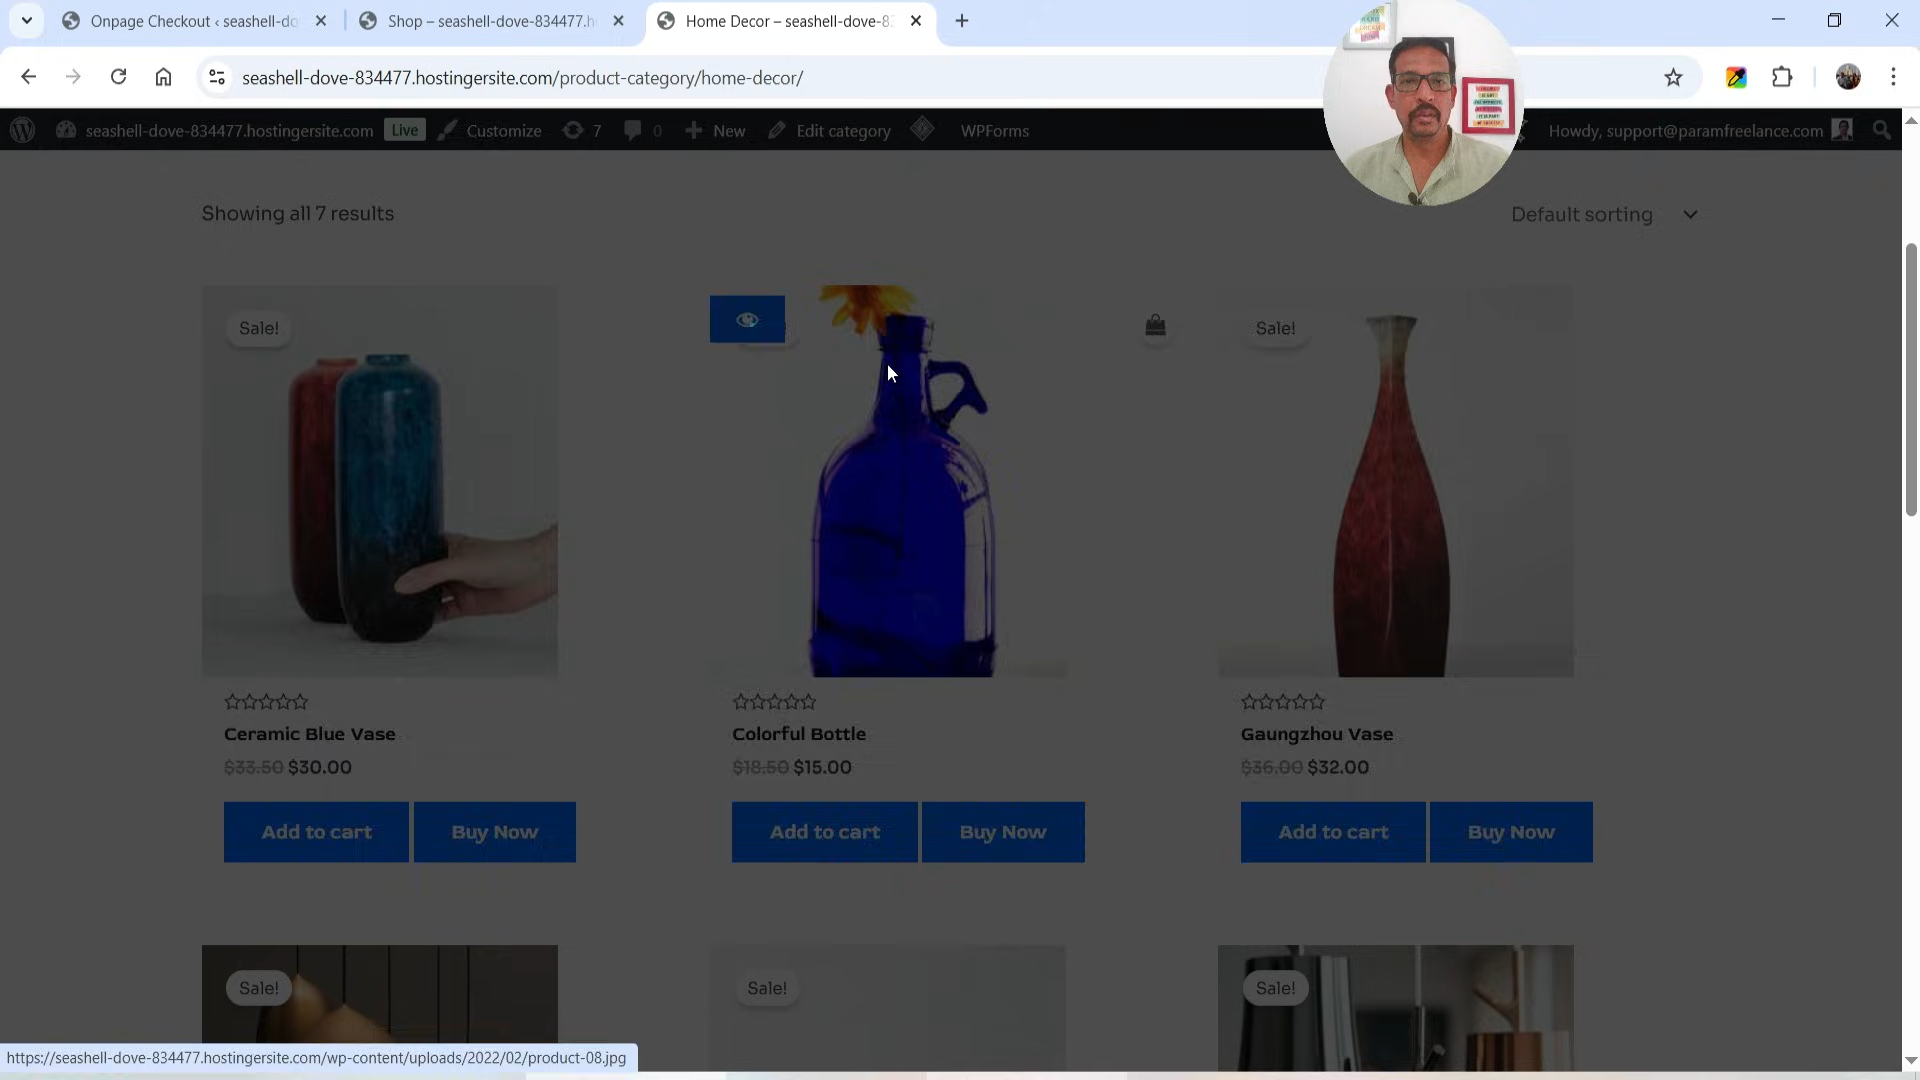 Onpage Checkout ‹ seashell-do
Shop – seashell-dove-834477.h
Home Decor – seashell-dove-8
seashell-dove-834477.hostingersite.com/product-category/home-decor/
seashell-dove-834477.hostingersite.com Live Customize 7 0 New Edit category WPForms Howdy, support@paramfreelance.com
Showing all 7 results
Default sorting
Sale!
Sale!
Ceramic Blue Vase
$33.50 $30.00
Add to cart Buy Now
Colorful Bottle
$18.50 $15.00
Add to cart Buy Now
Gaungzhou Vase
$36.00 $32.00
Add to cart Buy Now
Sale!
Sale!
Sale!
https://seashell-dove-834477.hostingersite.com/wp-content/uploads/2022/02/product-08.jpg